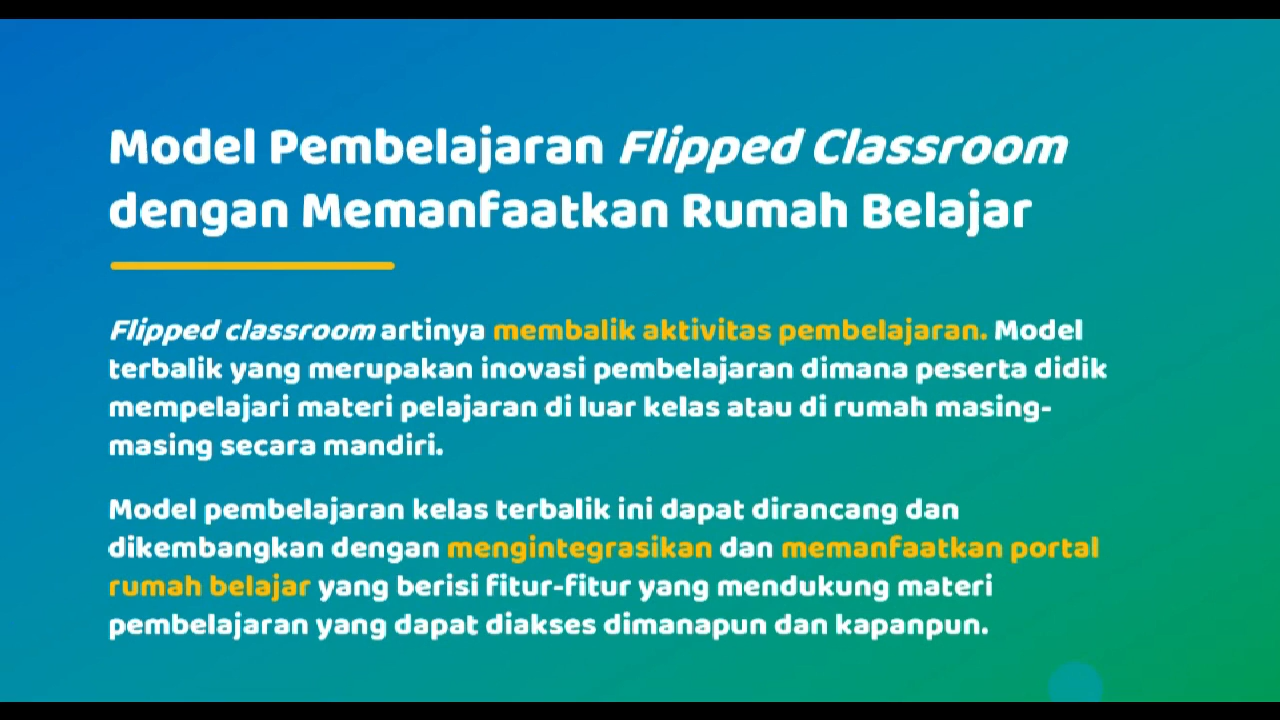 Model Pembelajaran Flipped Classroom
dengan Memanfaatkan Rumah Belajar
Flipped classroom artinya membalik aktivitas pembelajaran. Model
terbalik yang merupakan inovasi pembelajaran dimana peserta didik
mempelajari materi pelajaran di luar kelas atau di rumah masing-
masing secara mandiri.
Model pembelajaran kelas terbalik ini dapat dirancang dan
dikembangkan dengan mengintegrasikan dan memanfaatkan portal
rumah belajar yang berisi fitur-fitur yang mendukung materi
pembelajaran yang dapat diakses dimanapun dan kapanpun.